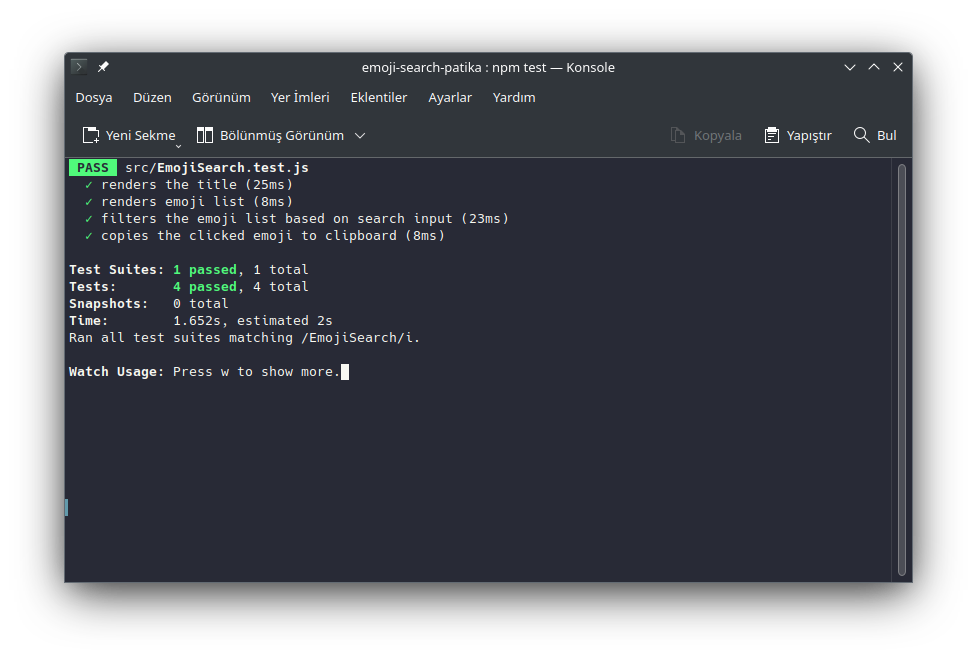 emoji-search-patika : npm test — Konsole
Dosya Düzen Görünüm Yer İmleri Eklentiler Ayarlar Yardım
Yeni Sekme Bölünmüş Görünüm Kopyala Yapıştır Bul
PASS src/EmojiSearch.test.js
✓ renders the title (25ms)
✓ renders emoji list (8ms)
✓ filters the emoji list based on search input (23ms)
✓ copies the clicked emoji to clipboard (8ms)
Test Suites: 1 passed, 1 total
Tests: 4 passed, 4 total
Snapshots: 0 total
Time: 1.652s, estimated 2s
Ran all test suites matching /EmojiSearch/i.
Watch Usage: Press w to show more.